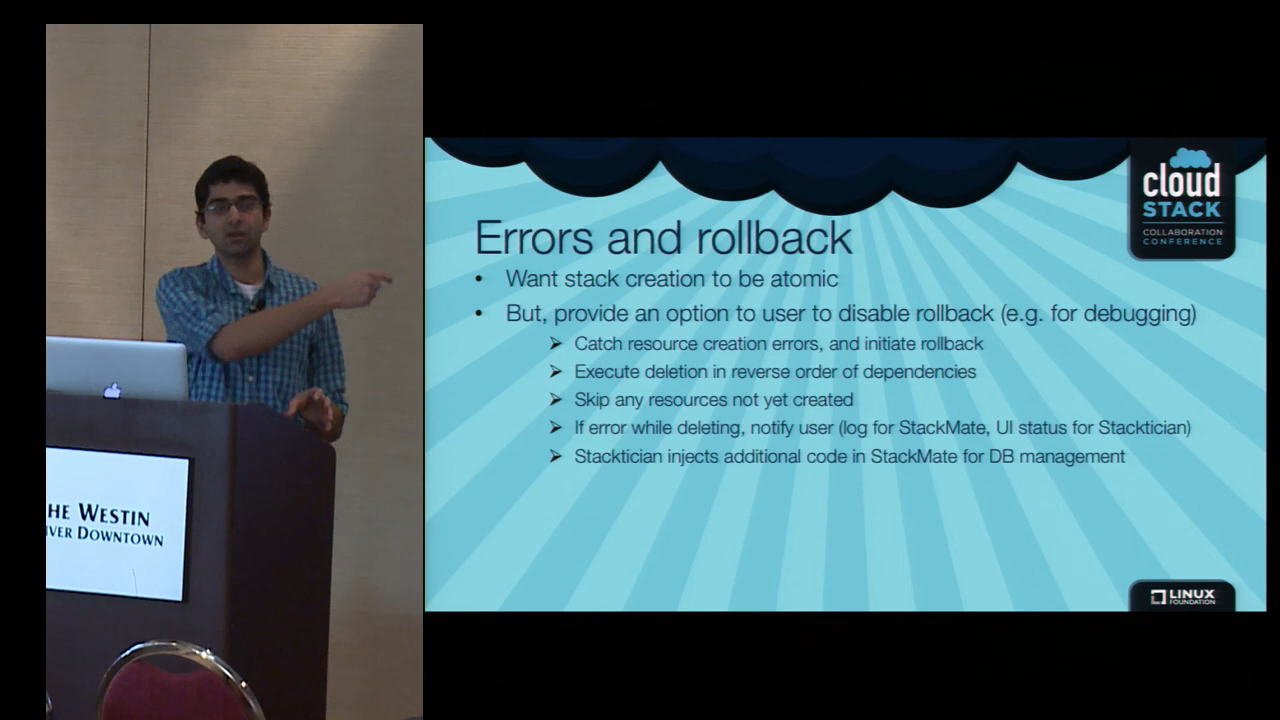 HE WESTIN
VER DOWNTOWN
cloud
STACK
COLLABORATION
CONFERENCE
Errors and rollback
• Want stack creation to be atomic
• But, provide an option to user to disable rollback (e.g. for debugging)
➢ Catch resource creation errors, and initiate rollback
➢ Execute deletion in reverse order of dependencies
➢ Skip any resources not yet created
➢ If error while deleting, notify user (log for StackMate, UI status for Stacktician)
➢ Stacktician injects additional code in StackMate for DB management
LINUX
FOUNDATION